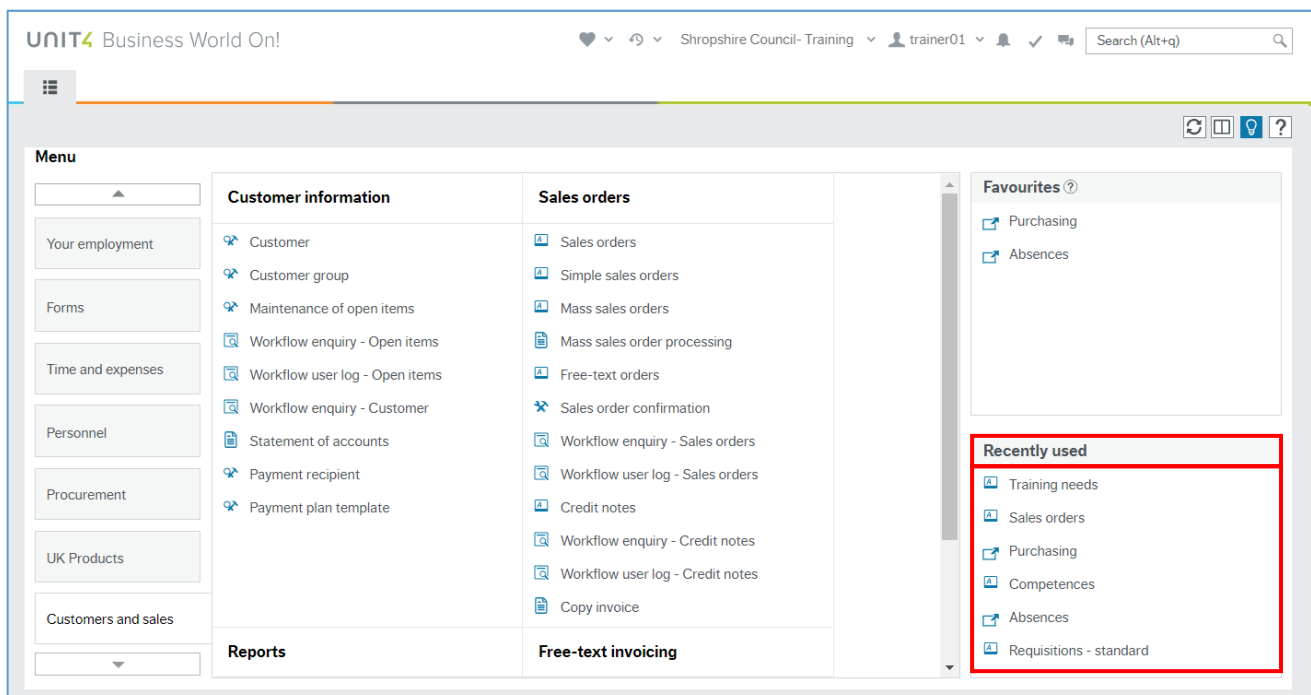 UNIT4 Business World On!
Shropshire Council- Training
trainer01
Search (Alt+q)
?
Menu
Your employment
Forms
Time and expenses
Personnel
Procurement
UK Products
Customers and sales
Customer information
Customer
Customer group
Maintenance of open items
Workflow enquiry - Open items
Workflow user log - Open items
Workflow enquiry - Customer
Statement of accounts
Payment recipient
Payment plan template
Reports
Sales orders
Sales orders
Simple sales orders
Mass sales orders
Mass sales order processing
Free-text orders
Sales order confirmation
Workflow enquiry - Sales orders
Workflow user log - Sales orders
Credit notes
Workflow enquiry - Credit notes
Workflow user log - Credit notes
Copy invoice
Free-text invoicing
Favourites ?
Purchasing
Absences
Recently used
Training needs
Sales orders
Purchasing
Competences
Absences
Requisitions - standard